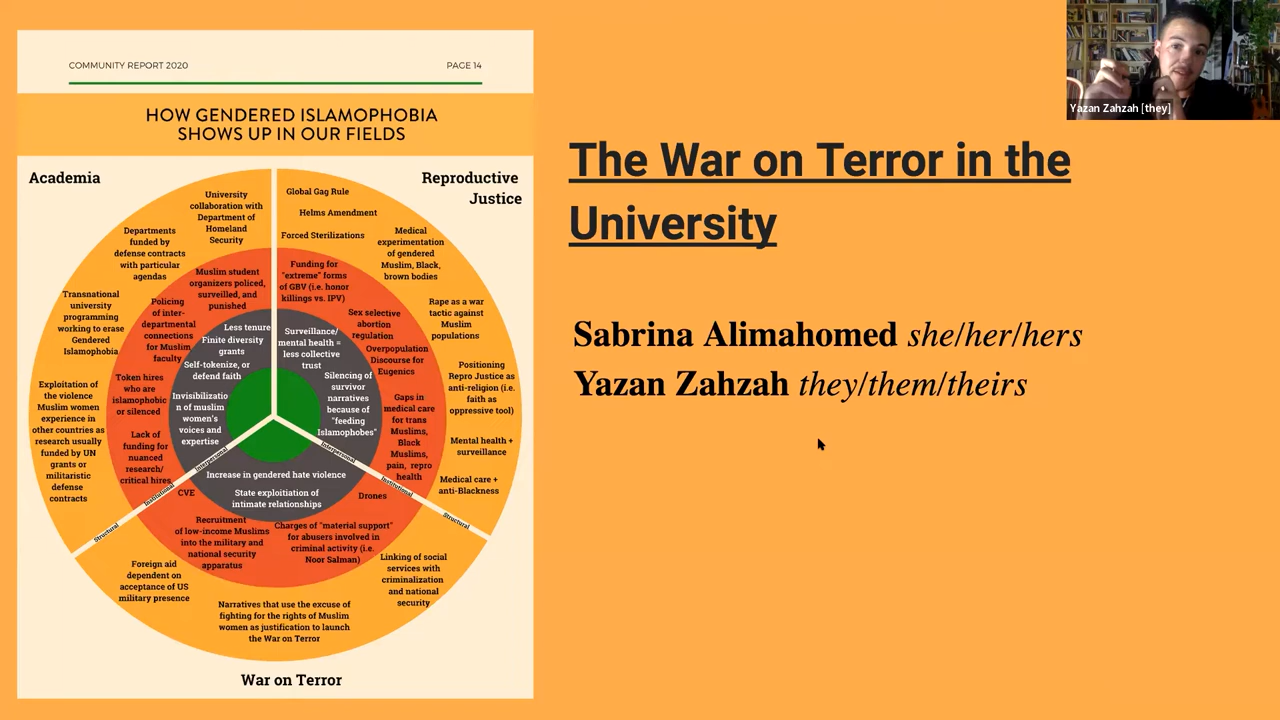 COMMUNITY REPORT 2020
PAGE 14
HOW GENDERED ISLAMOPHOBIA
SHOWS UP IN OUR FIELDS
Academia
University
collaboration with
Department of
Homeland
Security
Departments
funded by
defense contracts
with particular
agendas
Transnational
university
programming
working to erase
Gendered
Islamophobia
Exploitation of
the violence
Muslim women
experience in
other countries as
research usually
funded by UN
grants or
militaristic
defense
contracts
Muslim student
organizers policed,
surveilled, and
punished
Policing
of inter-
departmental
connections
for Muslim
faculty
Token hires
who are
islamophobic
or silenced
Lack of
funding for
nuanced
research/
critical hires
Less tenure
Finite diversity
grants
Self-tokenize, or
defend faith
Invisibilizatio
n of muslim
women's
voices and
expertise
Reproductive
Justice
Global Gag Rule
Helms Amendment
Forced Sterilizations
Medical
experimentation
of gendered
Muslim, Black,
brown bodies
Rape as a war
tactic against
Muslim
populations
Positioning
Repro Justice as
anti-religion (i.e.
faith as
oppressive tool)
Mental health +
surveillance
Medical care +
anti-Blackness
Funding for
"extreme" forms
of GBV (i.e. honor
killings vs. IPV)
Sex selective
abortion
regulation
Overpopulation
Discourse for
Eugenics
Gaps in
medical care
for trans
Muslims,
Black
Muslims,
pain, repro
health
Surveillance/
mental health =
less collective
trust
Silencing of
survivor
narratives
because of
"feeding
Islamophobes"
Interpersonal
Institutional
Structural
Interpersonal
Institutional
Structural
Increase in gendered hate violence
State exploitiation of
intimate relationships
CVE
Drones
Recruitment
of low-income Muslims
into the military and
national security
apparatus
Charges of "material support"
for abusers involved in
criminal activity (i.e.
Noor Salman)
Foreign aid
dependent on
acceptance of US
military presence
Narratives that use the excuse of
fighting for the rights of Muslim
women as justification to launch
the War on Terror
Linking of social
services with
criminalization
and national
security
War on Terror
The War on Terror in the
University
Sabrina Alimahomed she/her/hers
Yazan Zahzah they/them/theirs
Yazan Zahzah [they]